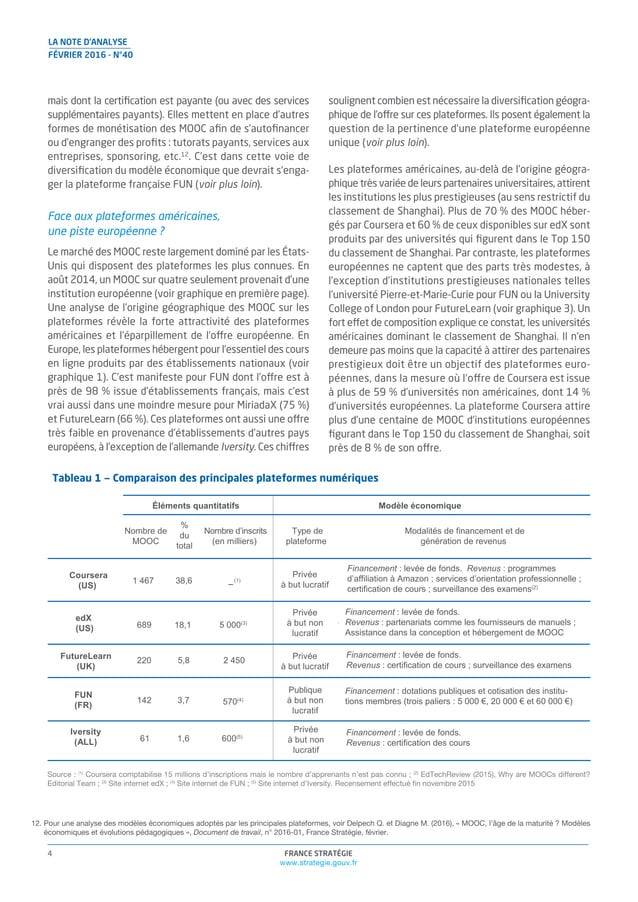 LA NOTE D'ANALYSE
FÉVRIER 2016 - N°40
mais dont la certification est payante (ou avec des services
supplémentaires payants). Elles mettent en place d'autres
formes de monétisation des MOOC afin de s'autofinancer
ou d'engranger des profits : tutorats payants, services aux
entreprises, sponsoring, etc.12. C'est dans cette voie de
diversification du modèle économique que devrait s'enga-
ger la plateforme française FUN (voir plus loin).
Face aux plateformes américaines,
une piste européenne ?
Le marché des MOOC reste largement dominé par les États-
Unis qui disposent des plateformes les plus connues. En
août 2014, un MOOC sur quatre seulement provenait d'une
institution européenne (voir graphique en première page).
Une analyse de l'origine géographique des MOOC sur les
plateformes révèle la forte attractivité des plateformes
américaines et l'éparpillement de l'offre européenne. En
Europe, les plateformes hébergent pour l'essentiel des cours
en ligne produits par des établissements nationaux (voir
graphique 1). C'est manifeste pour FUN dont l'offre est à
près de 98 % issue d'établissements français, mais c'est
vrai aussi dans une moindre mesure pour MiriadaX (75 %)
et FutureLearn (66 %). Ces plateformes ont aussi une offre
très faible en provenance d'établissements d'autres pays
européens, à l'exception de l'allemande Iversity. Ces chiffres
soulignent combien est nécessaire la diversification géogra-
phique de l'offre sur ces plateformes. Ils posent également la
question de la pertinence d'une plateforme européenne
unique (voir plus loin).
Les plateformes américaines, au-delà de l'origine géogra-
phique très variée de leurs partenaires universitaires, attirent
les institutions les plus prestigieuses (au sens restrictif du
classement de Shanghai). Plus de 70 % des MOOC héber-
gés par Coursera et 60 % de ceux disponibles sur edX sont
produits par des universités qui figurent dans le Top 150
du classement de Shanghai. Par contraste, les plateformes
européennes ne captent que des parts très modestes, à
l'exception d'institutions prestigieuses nationales telles
l'université Pierre-et-Marie-Curie pour FUN ou la University
College of London pour FutureLearn (voir graphique 3). Un
fort effet de composition explique ce constat, les universités
américaines dominant le classement de Shanghai. Il n'en
demeure pas moins que la capacité à attirer des partenaires
prestigieux doit être un objectif des plateformes euro-
péennes, dans la mesure où l'offre de Coursera est issue
à plus de 59 % d'universités non américaines, dont 14 %
d'universités européennes. La plateforme Coursera attire
plus d'une centaine de MOOC d'institutions européennes
figurant dans le Top 150 du classement de Shanghai, soit
près de 8 % de son offre.
Tableau 1 – Comparaison des principales plateformes numériques
Éléments quantitatifs Modèle économique
Nombre de
MOOC
%
du
total
Nombre d'inscrits
(en milliers)
Type de
plateforme
Modalités de financement et de
génération de revenus
Coursera
(US)
1 467 38,6 –(1)
Privée
à but lucratif
Financement : levée de fonds. Revenus : programmes
d'affiliation à Amazon ; services d'orientation professionnelle ;
certification de cours ; surveillance des examens(2)
edX
(US)
689 18,1 5 000(3)
Privée
à but non
lucratif
Financement : levée de fonds.
Revenus : partenariats comme les fournisseurs de manuels ;
Assistance dans la conception et hébergement de MOOC
FutureLearn
(UK)
220 5,8 2 450
Privée
à but lucratif
Financement : levée de fonds.
Revenus : certification de cours ; surveillance des examens
FUN
(FR)
142 3,7 570(4)
Publique
à but non
lucratif
Financement : dotations publiques et cotisation des institu-
tions membres (trois paliers : 5 000 €, 20 000 € et 60 000 €)
Iversity
(ALL)
61 1,6 600(5)
Privée
à but non
lucratif
Financement : levée de fonds.
Revenus : certification des cours
Source : (1) Coursera comptabilise 15 millions d'inscriptions mais le nombre d'apprenants n'est pas connu ; (2) EdTechReview (2015), Why are MOOCs different?
Editorial Team ; (3) Site internet edX ; (4) Site internet de FUN ; (5) Site internet d'Iversity. Recensement effectué fin novembre 2015
12. Pour une analyse des modèles économiques adoptés par les principales plateformes, voir Delpech Q. et Diagne M. (2016), « MOOC, l'âge de la maturité ? Modèles
économiques et évolutions pédagogiques », Document de travail, n° 2016-01, France Stratégie, février.
4
FRANCE STRATÉGIE
www.strategie.gouv.fr